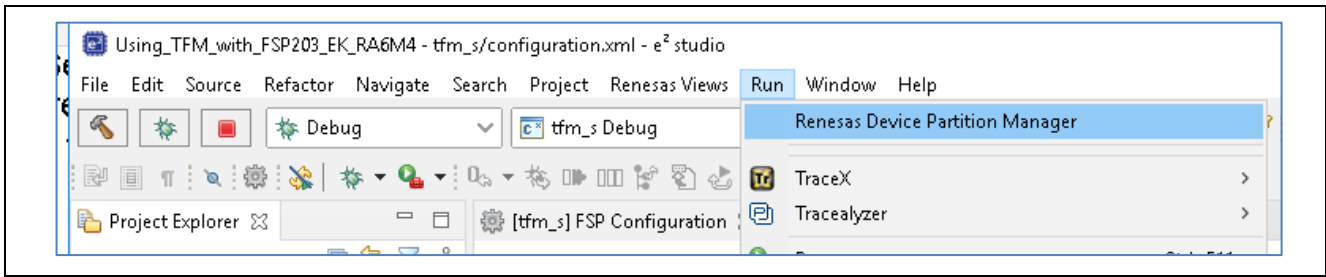 Using_TFM_with_FSP203_EK_RA6M4 - tfm_s/configuration.xml - e² studio
File Edit Source Refactor Navigate Search Project Renesas Views Run Window Help
Debug tfm_s Debug Renesas Device Partition Manager
Tr TraceX
Tracealyzer
Project Explorer [tfm_s] FSP Configuration